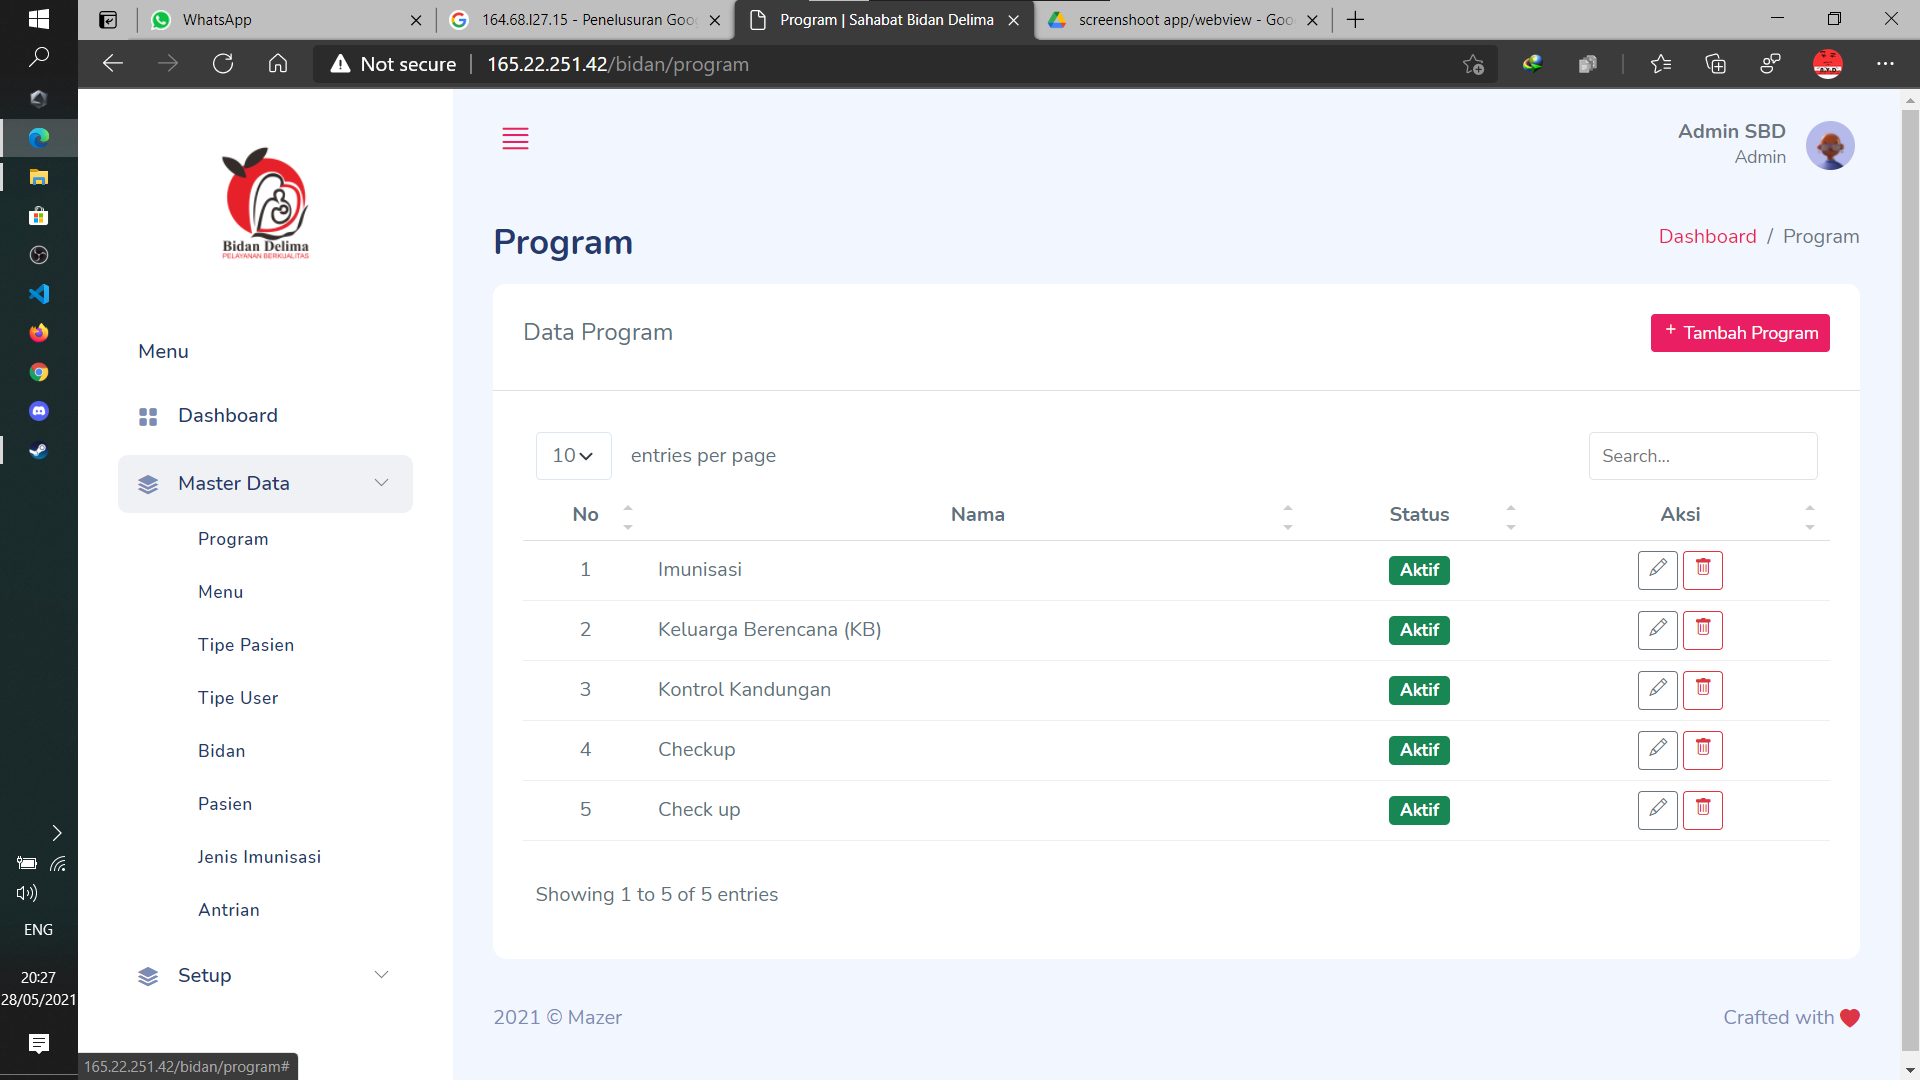 WhatsApp
164.68.l27.15 - Penelusuran Goo
Program | Sahabat Bidan Delima
screenshoot app/webview - Goo
Not secure
165.22.251.42/bidan/program
Bidan Delima
PELAYANAN BERKUALITAS
Admin SBD
Admin
Program
Dashboard / Program
Menu
Dashboard
Master Data
Program
Menu
Tipe Pasien
Tipe User
Bidan
Pasien
Jenis Imunisasi
Antrian
Setup
Data Program
+ Tambah Program
10 entries per page
Search...
No Nama Status Aksi
1 Imunisasi Aktif
2 Keluarga Berencana (KB) Aktif
3 Kontrol Kandungan Aktif
4 Checkup Aktif
5 Check up Aktif
Showing 1 to 5 of 5 entries
2021 © Mazer
Crafted with
ENG
20:27
28/05/2021
165.22.251.42/bidan/program#